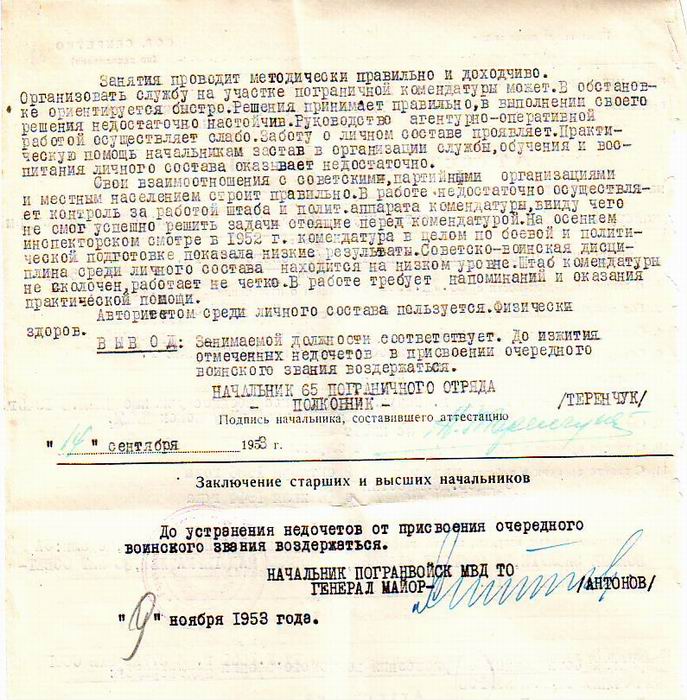 Занятия проводит методически правильно и доходчиво.
Организовать службу на участке пограничной комендатуры может.В обстанов-
ке ориентируется быстро.Решения принимает правильно,в выполнении своего
решения недостаточно настойчив.Руководство агентурно-оперативной
работой осуществляет слабо.Заботу о личном составе проявляет.Практи-
ческую помощь начальникам застав в организации службы,обучения и вос-
питания личного состава оказывает недостаточно.
Свои взаимоотношения с советскими,партийными организациями
и местным населением строит правильно.В работе недостаточно осуществля-
ет контроль за работой штаба и полит.аппарата комендатуры,ввиду чего
не смог успешно решить задачи стоящие перед комендатурой.На осеннем
инспекторском смотре в 1952 г. комендатура в целом по боевой и полити-
ческой подготовке показала низкие результаты.Советско-воинская дисци-
плина среди личного состава находится на низком уровне.Штаб комендатуры
не сколочен,работает не четко.В работе требует напоминаний и оказания
практической помощи.
Авторитетом среди личного состава пользуется.Физически
здоров.
ВЫВОД: Занимаемой должности соответствует. До изжития
отмеченных недочетов в присвоении очередного
воинского звания воздержаться.
НАЧАЛЬНИК 65 ПОГРАНИЧНОГО ОТРЯДА
- ПОЛКОВНИК - /ТЕРЕНЧУК/
Подпись начальника, составившего аттестацию
"14" сентября 1953 г.
Заключение старших и высших начальников
До устранения недочетов от присвоения очередного
воинского звания воздержаться.
НАЧАЛЬНИК ПОГРАНВОЙСК МВД ТО
ГЕНЕРАЛ МАЙОР- /АНТОНОВ/
"9" ноября 1953 года.